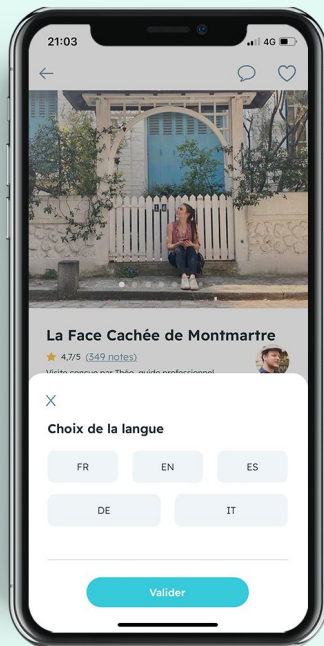 21:03
4G
18
La Face Cachée de Montmartre
4,7/5 (349 notes)
Visite conçue par Théo, guide professionnel
X
Choix de la langue
FR EN ES
DE IT
Valider